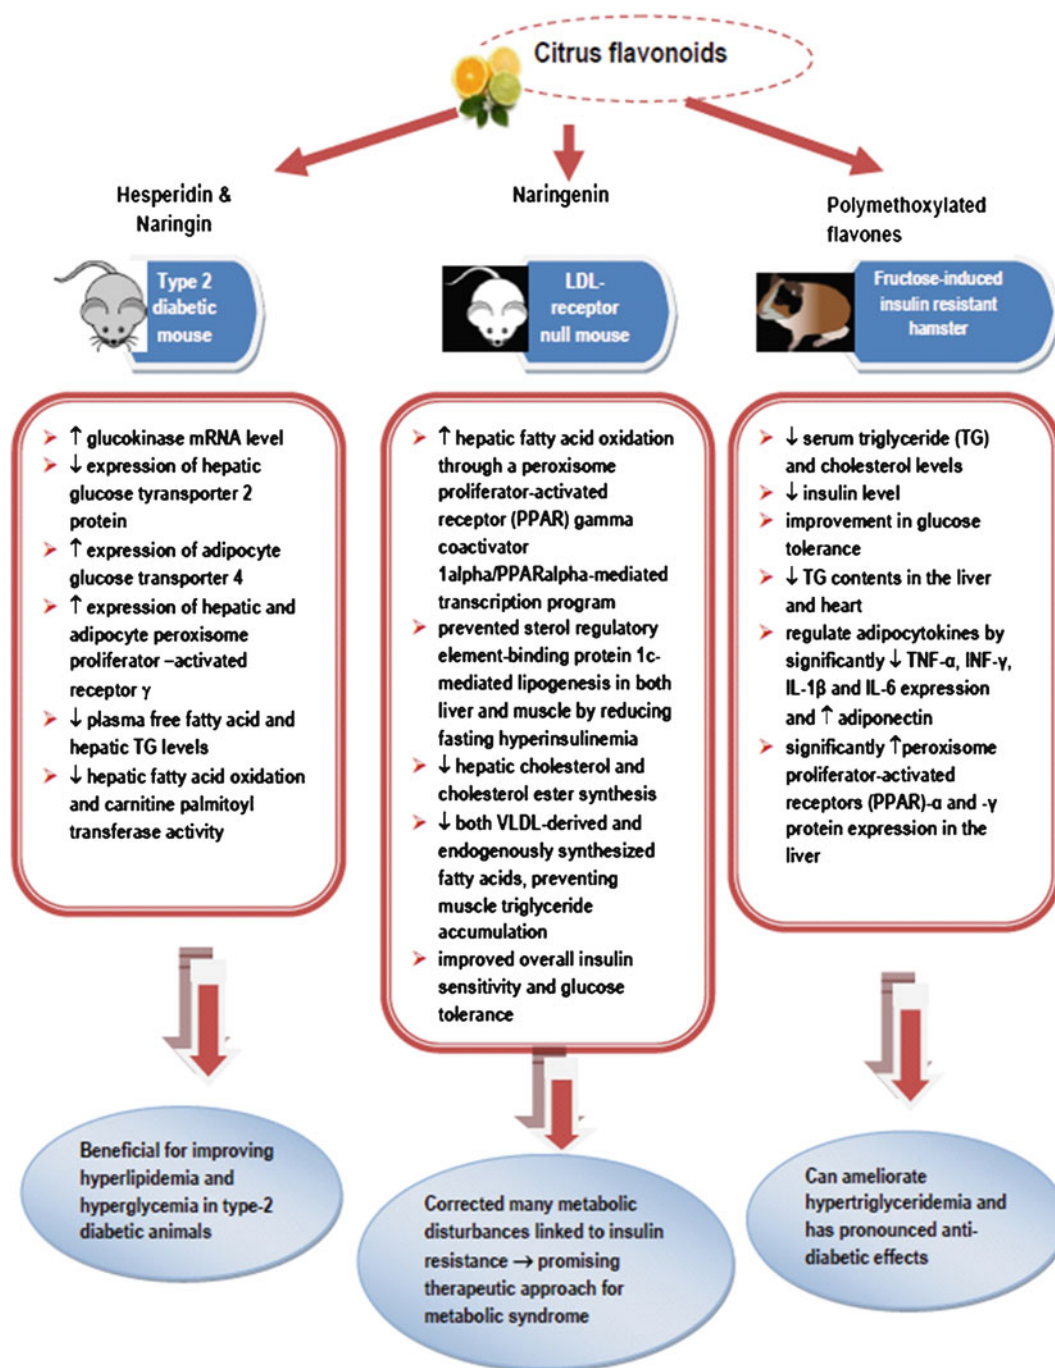 Citrus flavonoids
Hesperidin &
Naringin
Type 2
diabetic
mouse
↑ glucokinase mRNA level
↓ expression of hepatic
glucose tyransporter 2
protein
↑ expression of adipocyte
glucose transporter 4
↑ expression of hepatic and
adipocyte peroxisome
proliferator –activated
receptor γ
↓ plasma free fatty acid and
hepatic TG levels
↓ hepatic fatty acid oxidation
and carnitine palmitoyl
transferase activity
Beneficial for improving
hyperlipidemia and
hyperglycemia in type-2
diabetic animals
Naringenin
LDL-
receptor
null mouse
↑ hepatic fatty acid oxidation
through a peroxisome
proliferator-activated
receptor (PPAR) gamma
coactivator
1alpha/PPARalpha-mediated
transcription program
prevented sterol regulatory
element-binding protein 1c-
mediated lipogenesis in both
liver and muscle by reducing
fasting hyperinsulinemia
↓ hepatic cholesterol and
cholesterol ester synthesis
↓ both VLDL-derived and
endogenously synthesized
fatty acids, preventing
muscle triglyceride
accumulation
improved overall insulin
sensitivity and glucose
tolerance
Corrected many metabolic
disturbances linked to insulin
resistance → promising
therapeutic approach for
metabolic syndrome
Polymethoxylated
flavones
Fructose-induced
insulin resistant
hamster
↓ serum triglyceride (TG)
and cholesterol levels
↓ insulin level
improvement in glucose
tolerance
↓ TG contents in the liver
and heart
regulate adipocytokines by
significantly ↓ TNF-α, INF-γ,
IL-1β and IL-6 expression
and ↑ adiponectin
significantly ↑peroxisome
proliferator-activated
receptors (PPAR)-α and -γ
protein expression in the
liver
Can ameliorate
hypertriglyceridemia and
has pronounced anti-
diabetic effects